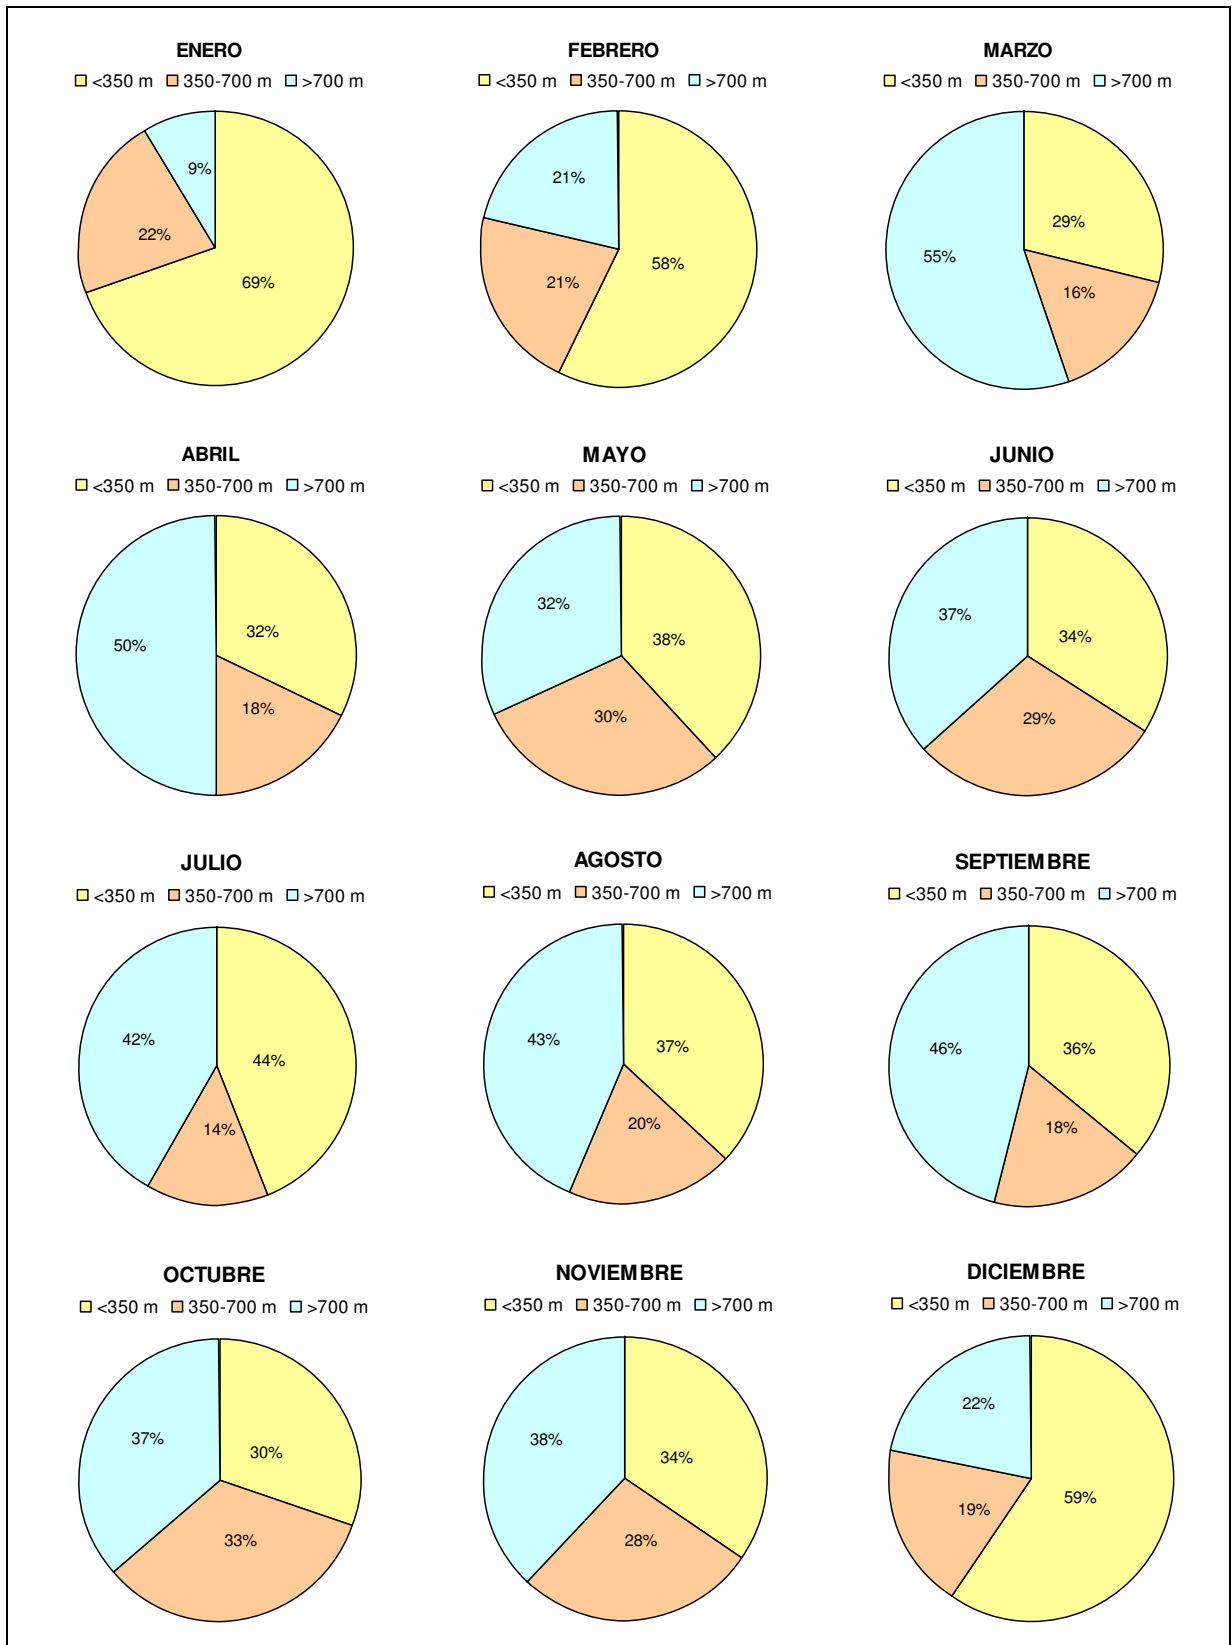 ENERO
<350 m 350-700 m >700 m
9%
22%
69%
FEBRERO
<350 m 350-700 m >700 m
21%
58%
21%
MARZO
<350 m 350-700 m >700 m
29%
55%
16%
ABRIL
<350 m 350-700 m >700 m
32%
50%
18%
MAYO
<350 m 350-700 m >700 m
32%
38%
30%
JUNIO
<350 m 350-700 m >700 m
37%
34%
29%
JULIO
<350 m 350-700 m >700 m
42%
44%
14%
AGOSTO
<350 m 350-700 m >700 m
43%
37%
20%
SEPTIEMBRE
<350 m 350-700 m >700 m
46%
36%
18%
OCTUBRE
<350 m 350-700 m >700 m
37%
30%
33%
NOVIEMBRE
<350 m 350-700 m >700 m
38%
34%
28%
DICIEMBRE
<350 m 350-700 m >700 m
22%
59%
19%